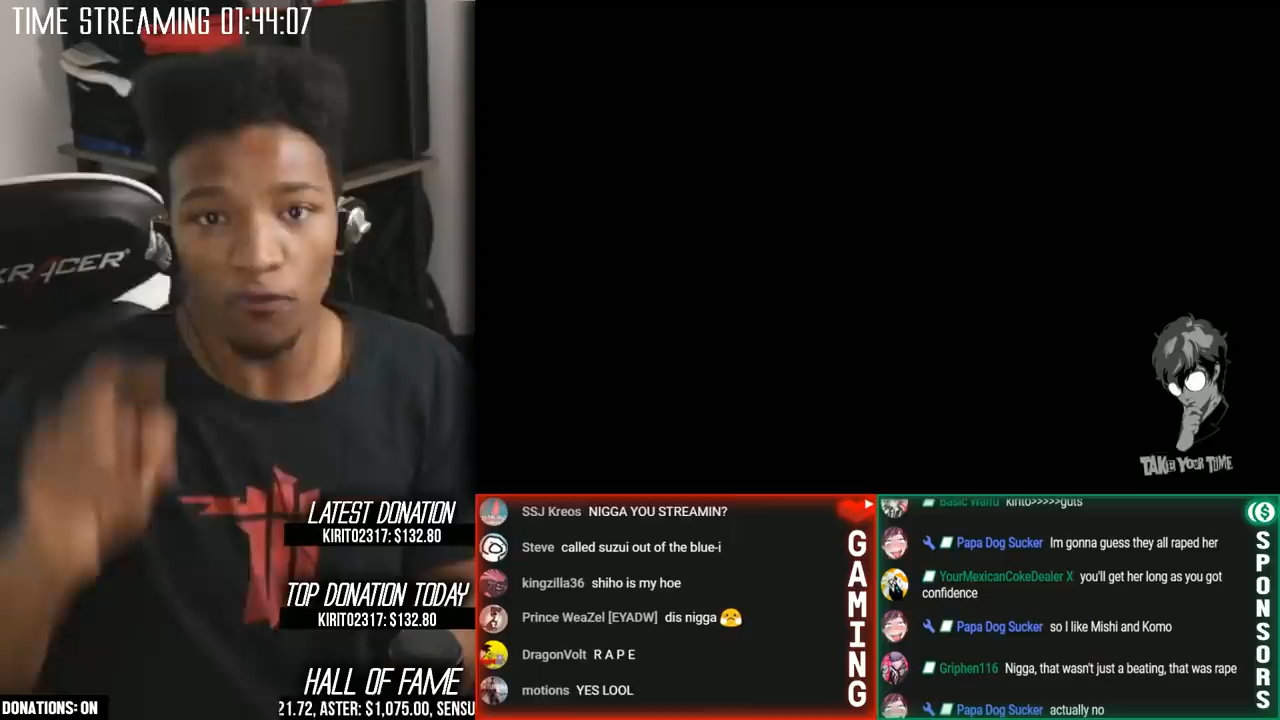 TIME STREAMING 01:44:07
KRACER
LATEST DONATION
KIRITO2317: $132.80
TOP DONATION TODAY
KIRITO2317: $132.80
HALL OF FAME
21.72, ASTER: $1,075.00, SENSU
DONATIONS: ON
TAKE YOUR TIME
SSJ Kreos NIGGA YOU STREAMIN?
Steve called suzui out of the blue-i
kingzilla36 shiho is my hoe
Prince WeaZel [EYADW] dis nigga 😤
DragonVolt R A P E
motions YES LOOL
GAMING
Basic Waifu kirito>>>>>guts
Papa Dog Sucker Im gonna guess they all raped her
YourMexicanCokeDealer X you'll get her long as you got
confidence
Papa Dog Sucker so I like Mishi and Komo
Griphen116 Nigga, that wasn't just a beating, that was rape
Papa Dog Sucker actually no
SPONSORS